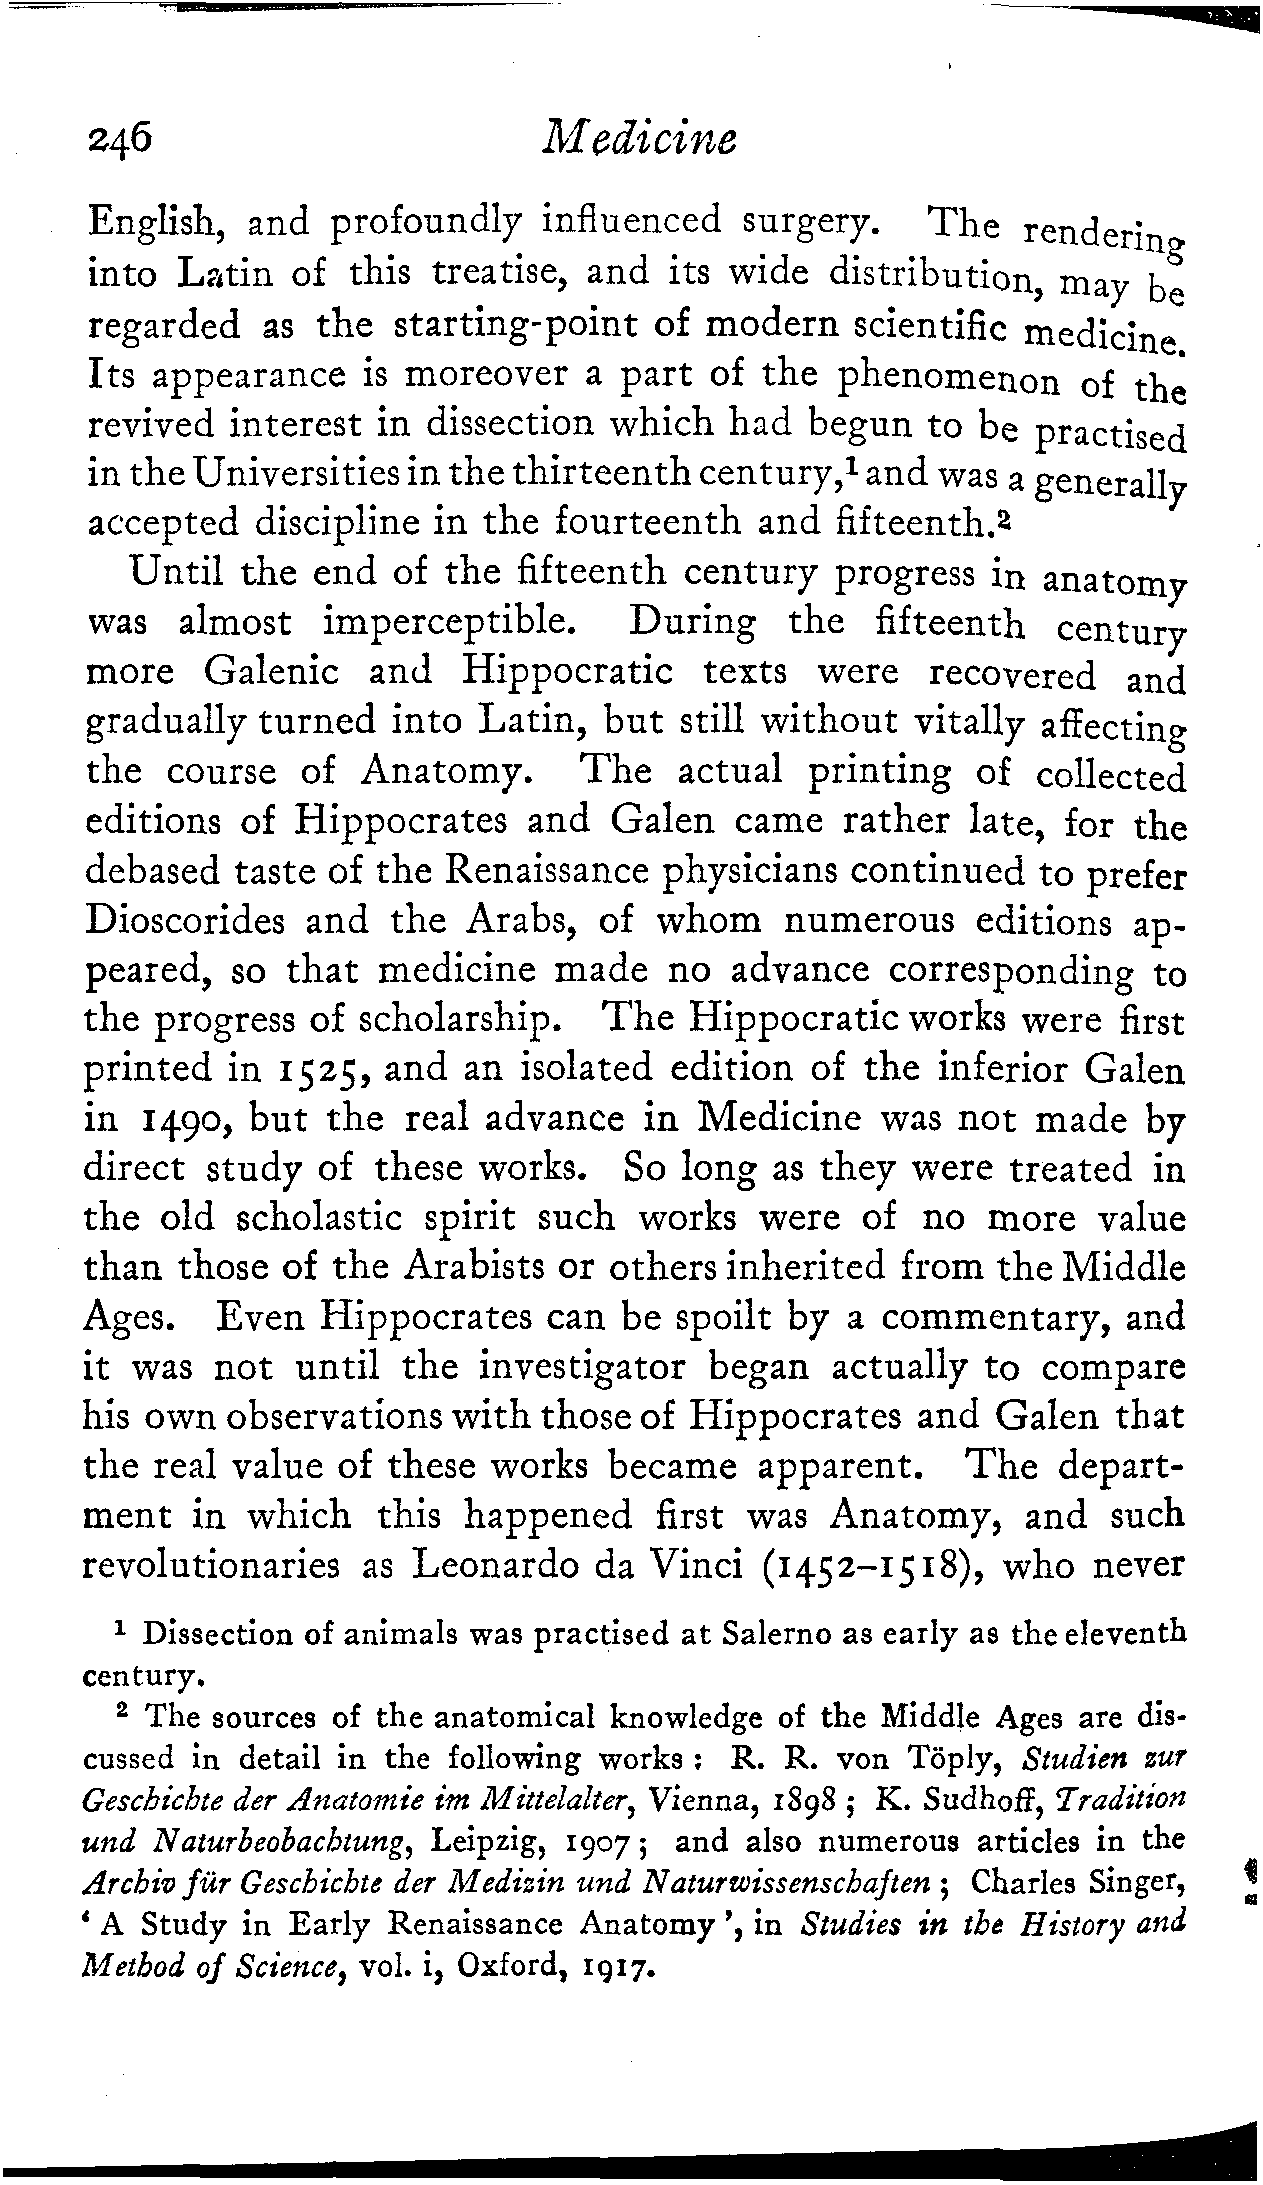 246 Medicine
English, and profoundly influenced surgery. The rendering
into Latin of this treatise, and its wide distribution, may be
regarded as the starting-point of modern scientific medicine.
Its appearance is moreover a part of the phenomenon of the
revived interest in dissection which had begun to be practised
in the Universities in the thirteenth century,¹ and was a generally
accepted discipline in the fourteenth and fifteenth.²
Until the end of the fifteenth century progress in anatomy
was almost imperceptible. During the fifteenth century
more Galenic and Hippocratic texts were recovered and
gradually turned into Latin, but still without vitally affecting
the course of Anatomy. The actual printing of collected
editions of Hippocrates and Galen came rather late, for the
debased taste of the Renaissance physicians continued to prefer
Dioscorides and the Arabs, of whom numerous editions ap-
peared, so that medicine made no advance corresponding to
the progress of scholarship. The Hippocratic works were first
printed in 1525, and an isolated edition of the inferior Galen
in 1490, but the real advance in Medicine was not made by
direct study of these works. So long as they were treated in
the old scholastic spirit such works were of no more value
than those of the Arabists or others inherited from the Middle
Ages. Even Hippocrates can be spoilt by a commentary, and
it was not until the investigator began actually to compare
his own observations with those of Hippocrates and Galen that
the real value of these works became apparent. The depart-
ment in which this happened first was Anatomy, and such
revolutionaries as Leonardo da Vinci (1452–1518), who never
¹ Dissection of animals was practised at Salerno as early as the eleventh
century.
² The sources of the anatomical knowledge of the Middle Ages are dis-
cussed in detail in the following works : R. R. von Töply, Studien zur
Geschichte der Anatomie im Mittelalter, Vienna, 1898 ; K. Sudhoff, Tradition
und Naturbeobachtung, Leipzig, 1907 ; and also numerous articles in the
Archiv für Geschichte der Medizin und Naturwissenschaften ; Charles Singer,
‘ A Study in Early Renaissance Anatomy ’, in Studies in the History and
Method of Science, vol. i, Oxford, 1917.